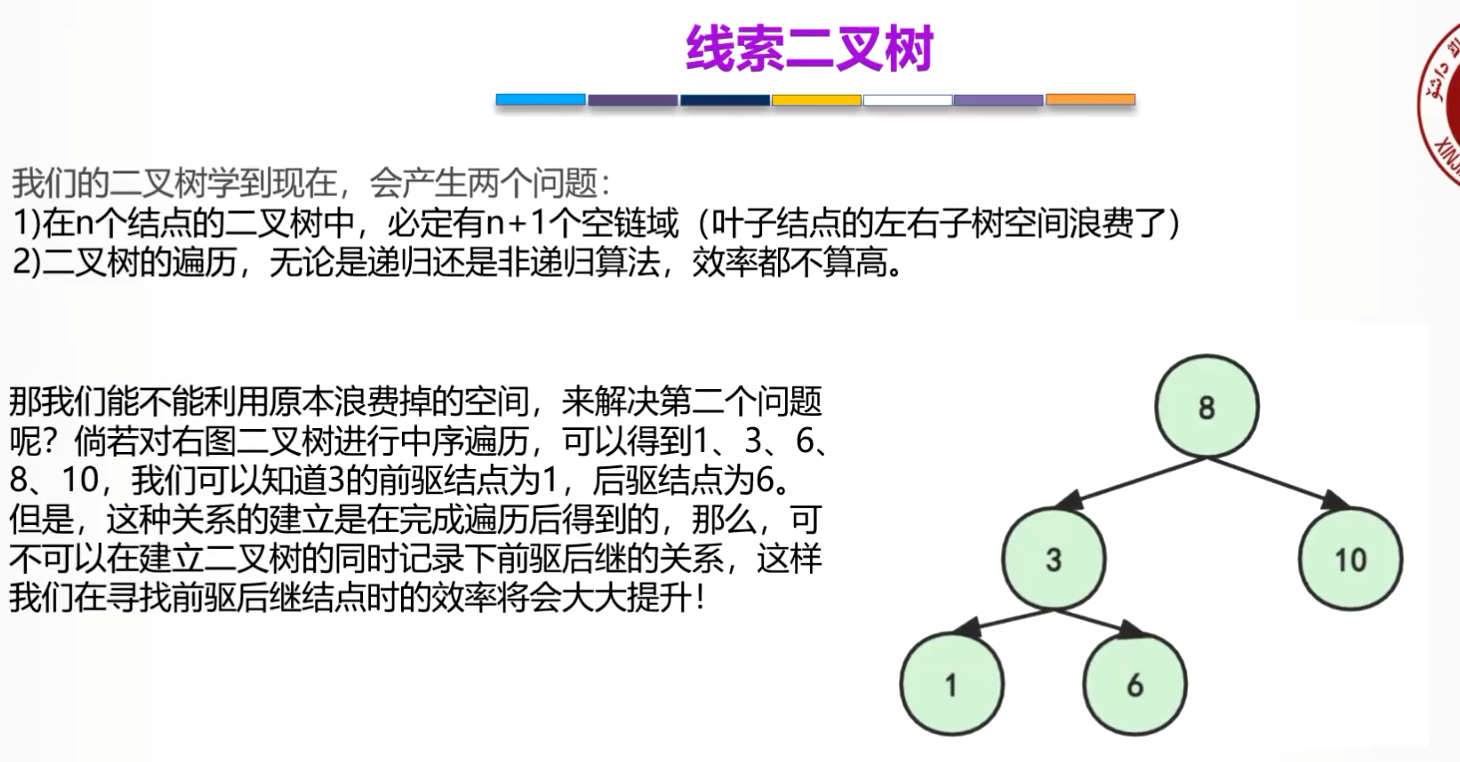 线索二叉树
我们的二叉树学到现在，会产生两个问题：
1)在n个结点的二叉树中，必定有n+1个空链域（叶子结点的左右子树空间浪费了）
2)二叉树的遍历，无论是递归还是非递归算法，效率都不算高。
那我们能不能利用原本浪费掉的空间，来解决第二个问题
呢？倘若对右图二叉树进行中序遍历，可以得到1、3、6、
8、10，我们可以知道3的前驱结点为1，后驱结点为6。
但是，这种关系的建立是在完成遍历后得到的，那么，可
不可以在建立二叉树的同时记录下前驱后继的关系，这样
我们在寻找前驱后继结点时的效率将会大大提升！
8
3
10
1
6